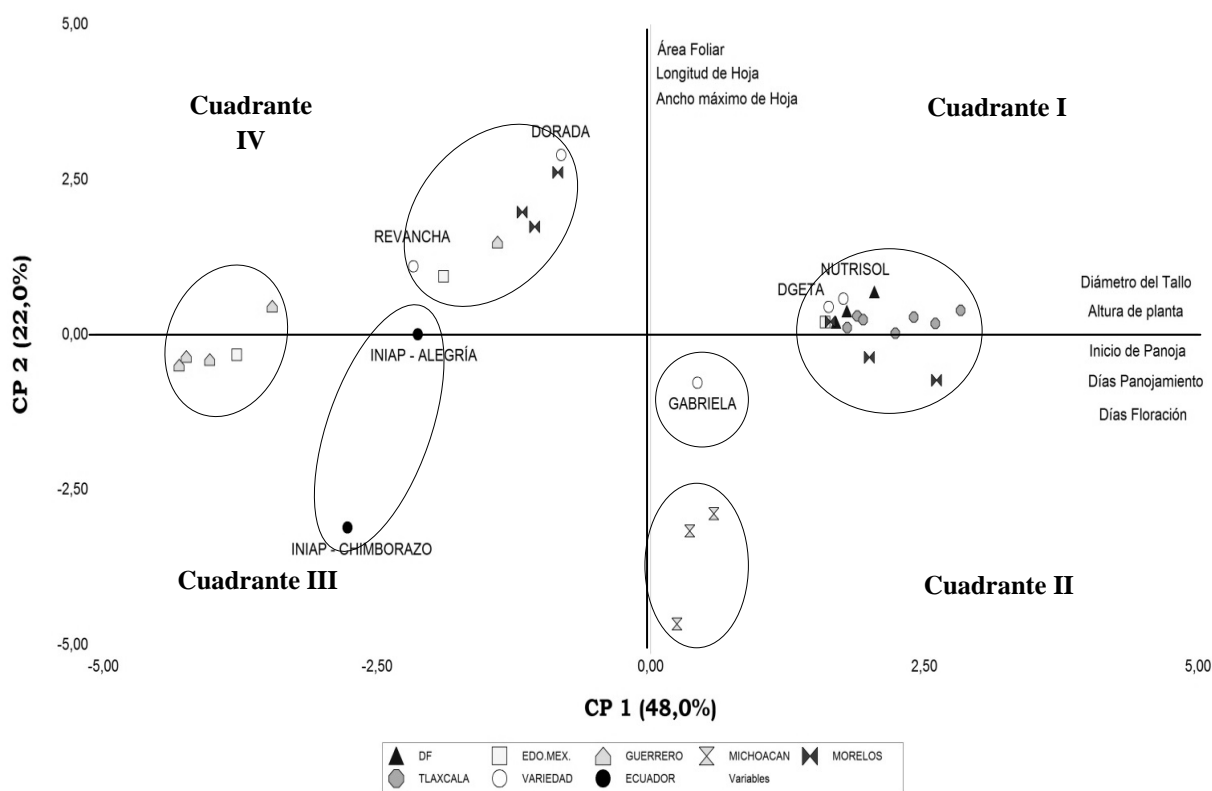 5,00
Área Foliar
Longitud de Hoja
Ancho máximo de Hoja
Cuadrante
IV
Cuadrante I
DORADA
2,50
REVANCHA
NUTRISOL
DGETA
Diámetro del Tallo
Altura de planta
0,00
INIAP - ALEGRÍA
Inicio de Panoja
Días Panojamiento
Días Floración
GABRIELA
CP 2 (22,0%)
-2,50
INIAP - CHIMBORAZO
Cuadrante III
Cuadrante II
-5,00
-5,00 -2,50 0,00 2,50 5,00
CP 1 (48,0%)
DF EDO.MEX. GUERRERO MICHOACAN MORELOS
TLAXCALA VARIEDAD ECUADOR Variables